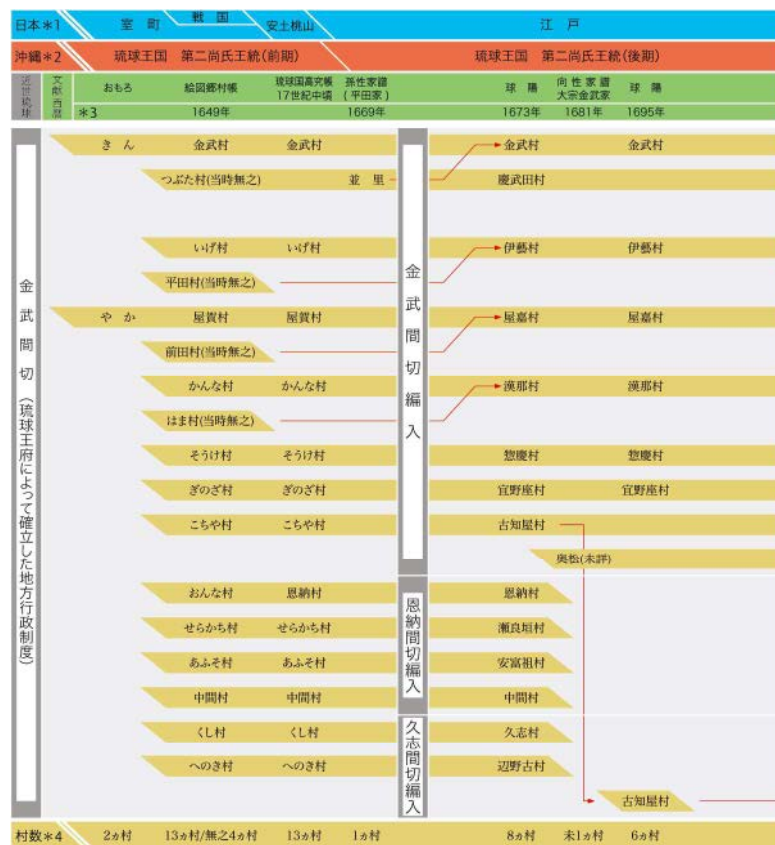 日本＊1 室町 戦国 安土桃山 江戸
沖縄＊2 琉球王国 第二尚氏王統(前期) 琉球王国 第二尚氏王統(後期)
近世琉球
文献
西暦
おもろ 絵図郷村帳 琉球国高究帳 孫姓家譜 球陽 向性家譜 球陽
17世紀中頃 (平田家) 大宗金武家
＊3 1649年 1669年 1673年 1681年 1695年
金武間切(琉球王府によって確立した地方行政制度)
金武間切編入
きん 金武村 金武村 金武村 金武村
つぶた村(当時無之) 並里 慶武田村
いげ村 いげ村 伊藝村 伊藝村
平田村(当時無之)
やか 屋賀村 屋賀村 屋嘉村 屋嘉村
前田村(当時無之)
かんな村 かんな村 漢那村 漢那村
はま村(当時無之)
そうけ村 そうけ村 惣慶村 惣慶村
ぎのざ村 ぎのざ村 宜野座村 宜野座村
こちや村 こちや村 古知屋村
奥松(未詳)
恩納間切編入
おんな村 恩納村 恩納村
せらかち村 せらかち村 瀬良垣村
あふそ村 あふそ村 安富祖村
中間村 中間村 中間村
久志間切編入
くし村 くし村 久志村
へのき村 へのき村 辺野古村
古知屋村
村数＊4 2ヵ村 13ヵ村/無之4ヵ村 13ヵ村 1ヵ村 8ヵ村 未1ヵ村 6ヵ村